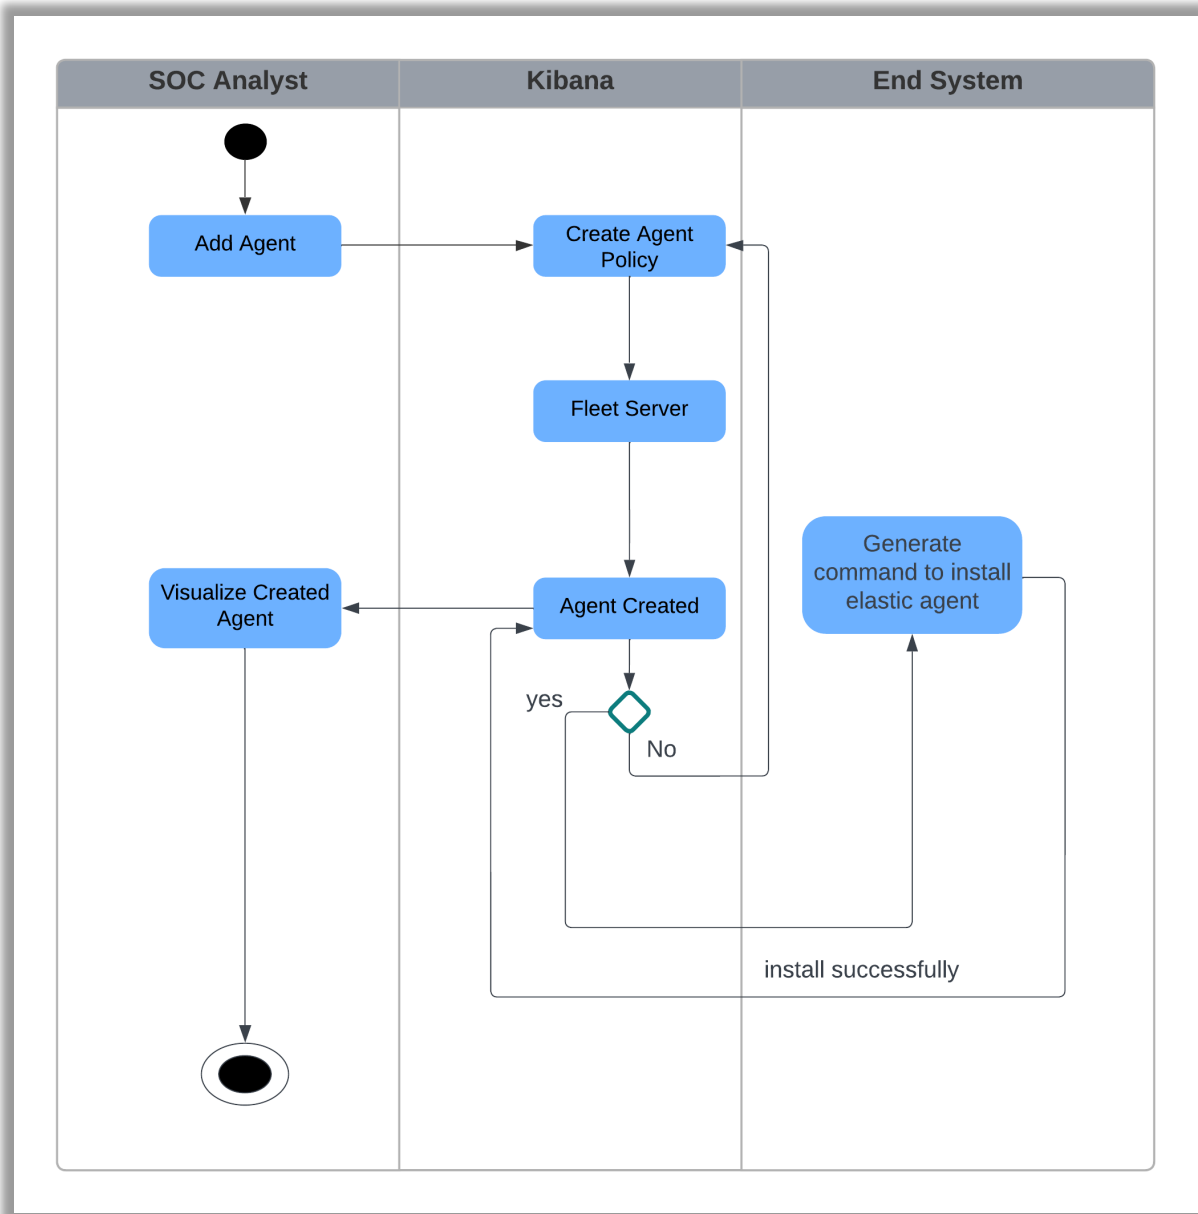 SOC Analyst
Kibana
End System
Add Agent
Create Agent
Policy
Fleet Server
Generate
command to install
elastic agent
Visualize Created
Agent
Agent Created
yes
No
install successfully